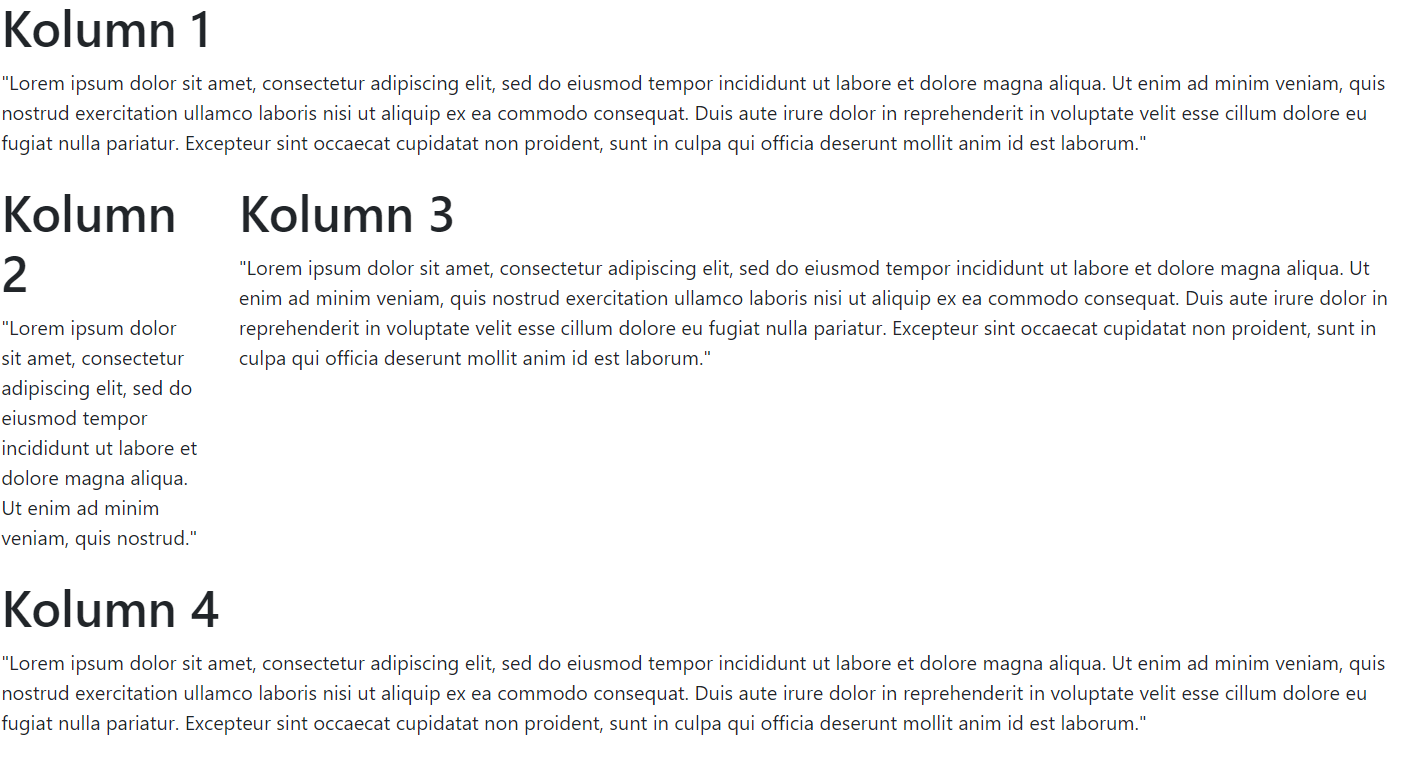 Kolumn 1
"Lorem ipsum dolor sit amet, consectetur adipiscing elit, sed do eiusmod tempor incididunt ut labore et dolore magna aliqua. Ut enim ad minim veniam, quis
nostrud exercitation ullamco laboris nisi ut aliquip ex ea commodo consequat. Duis aute irure dolor in reprehenderit in voluptate velit esse cillum dolore eu
fugiat nulla pariatur. Excepteur sint occaecat cupidatat non proident, sunt in culpa qui officia deserunt mollit anim id est laborum."
Kolumn
2
"Lorem ipsum dolor
sit amet, consectetur
adipiscing elit, sed do
eiusmod tempor
incididunt ut labore et
dolore magna aliqua.
Ut enim ad minim
veniam, quis nostrud."
Kolumn 3
"Lorem ipsum dolor sit amet, consectetur adipiscing elit, sed do eiusmod tempor incididunt ut labore et dolore magna aliqua. Ut
enim ad minim veniam, quis nostrud exercitation ullamco laboris nisi ut aliquip ex ea commodo consequat. Duis aute irure dolor in
reprehenderit in voluptate velit esse cillum dolore eu fugiat nulla pariatur. Excepteur sint occaecat cupidatat non proident, sunt in
culpa qui officia deserunt mollit anim id est laborum."
Kolumn 4
"Lorem ipsum dolor sit amet, consectetur adipiscing elit, sed do eiusmod tempor incididunt ut labore et dolore magna aliqua. Ut enim ad minim veniam, quis
nostrud exercitation ullamco laboris nisi ut aliquip ex ea commodo consequat. Duis aute irure dolor in reprehenderit in voluptate velit esse cillum dolore eu
fugiat nulla pariatur. Excepteur sint occaecat cupidatat non proident, sunt in culpa qui officia deserunt mollit anim id est laborum."